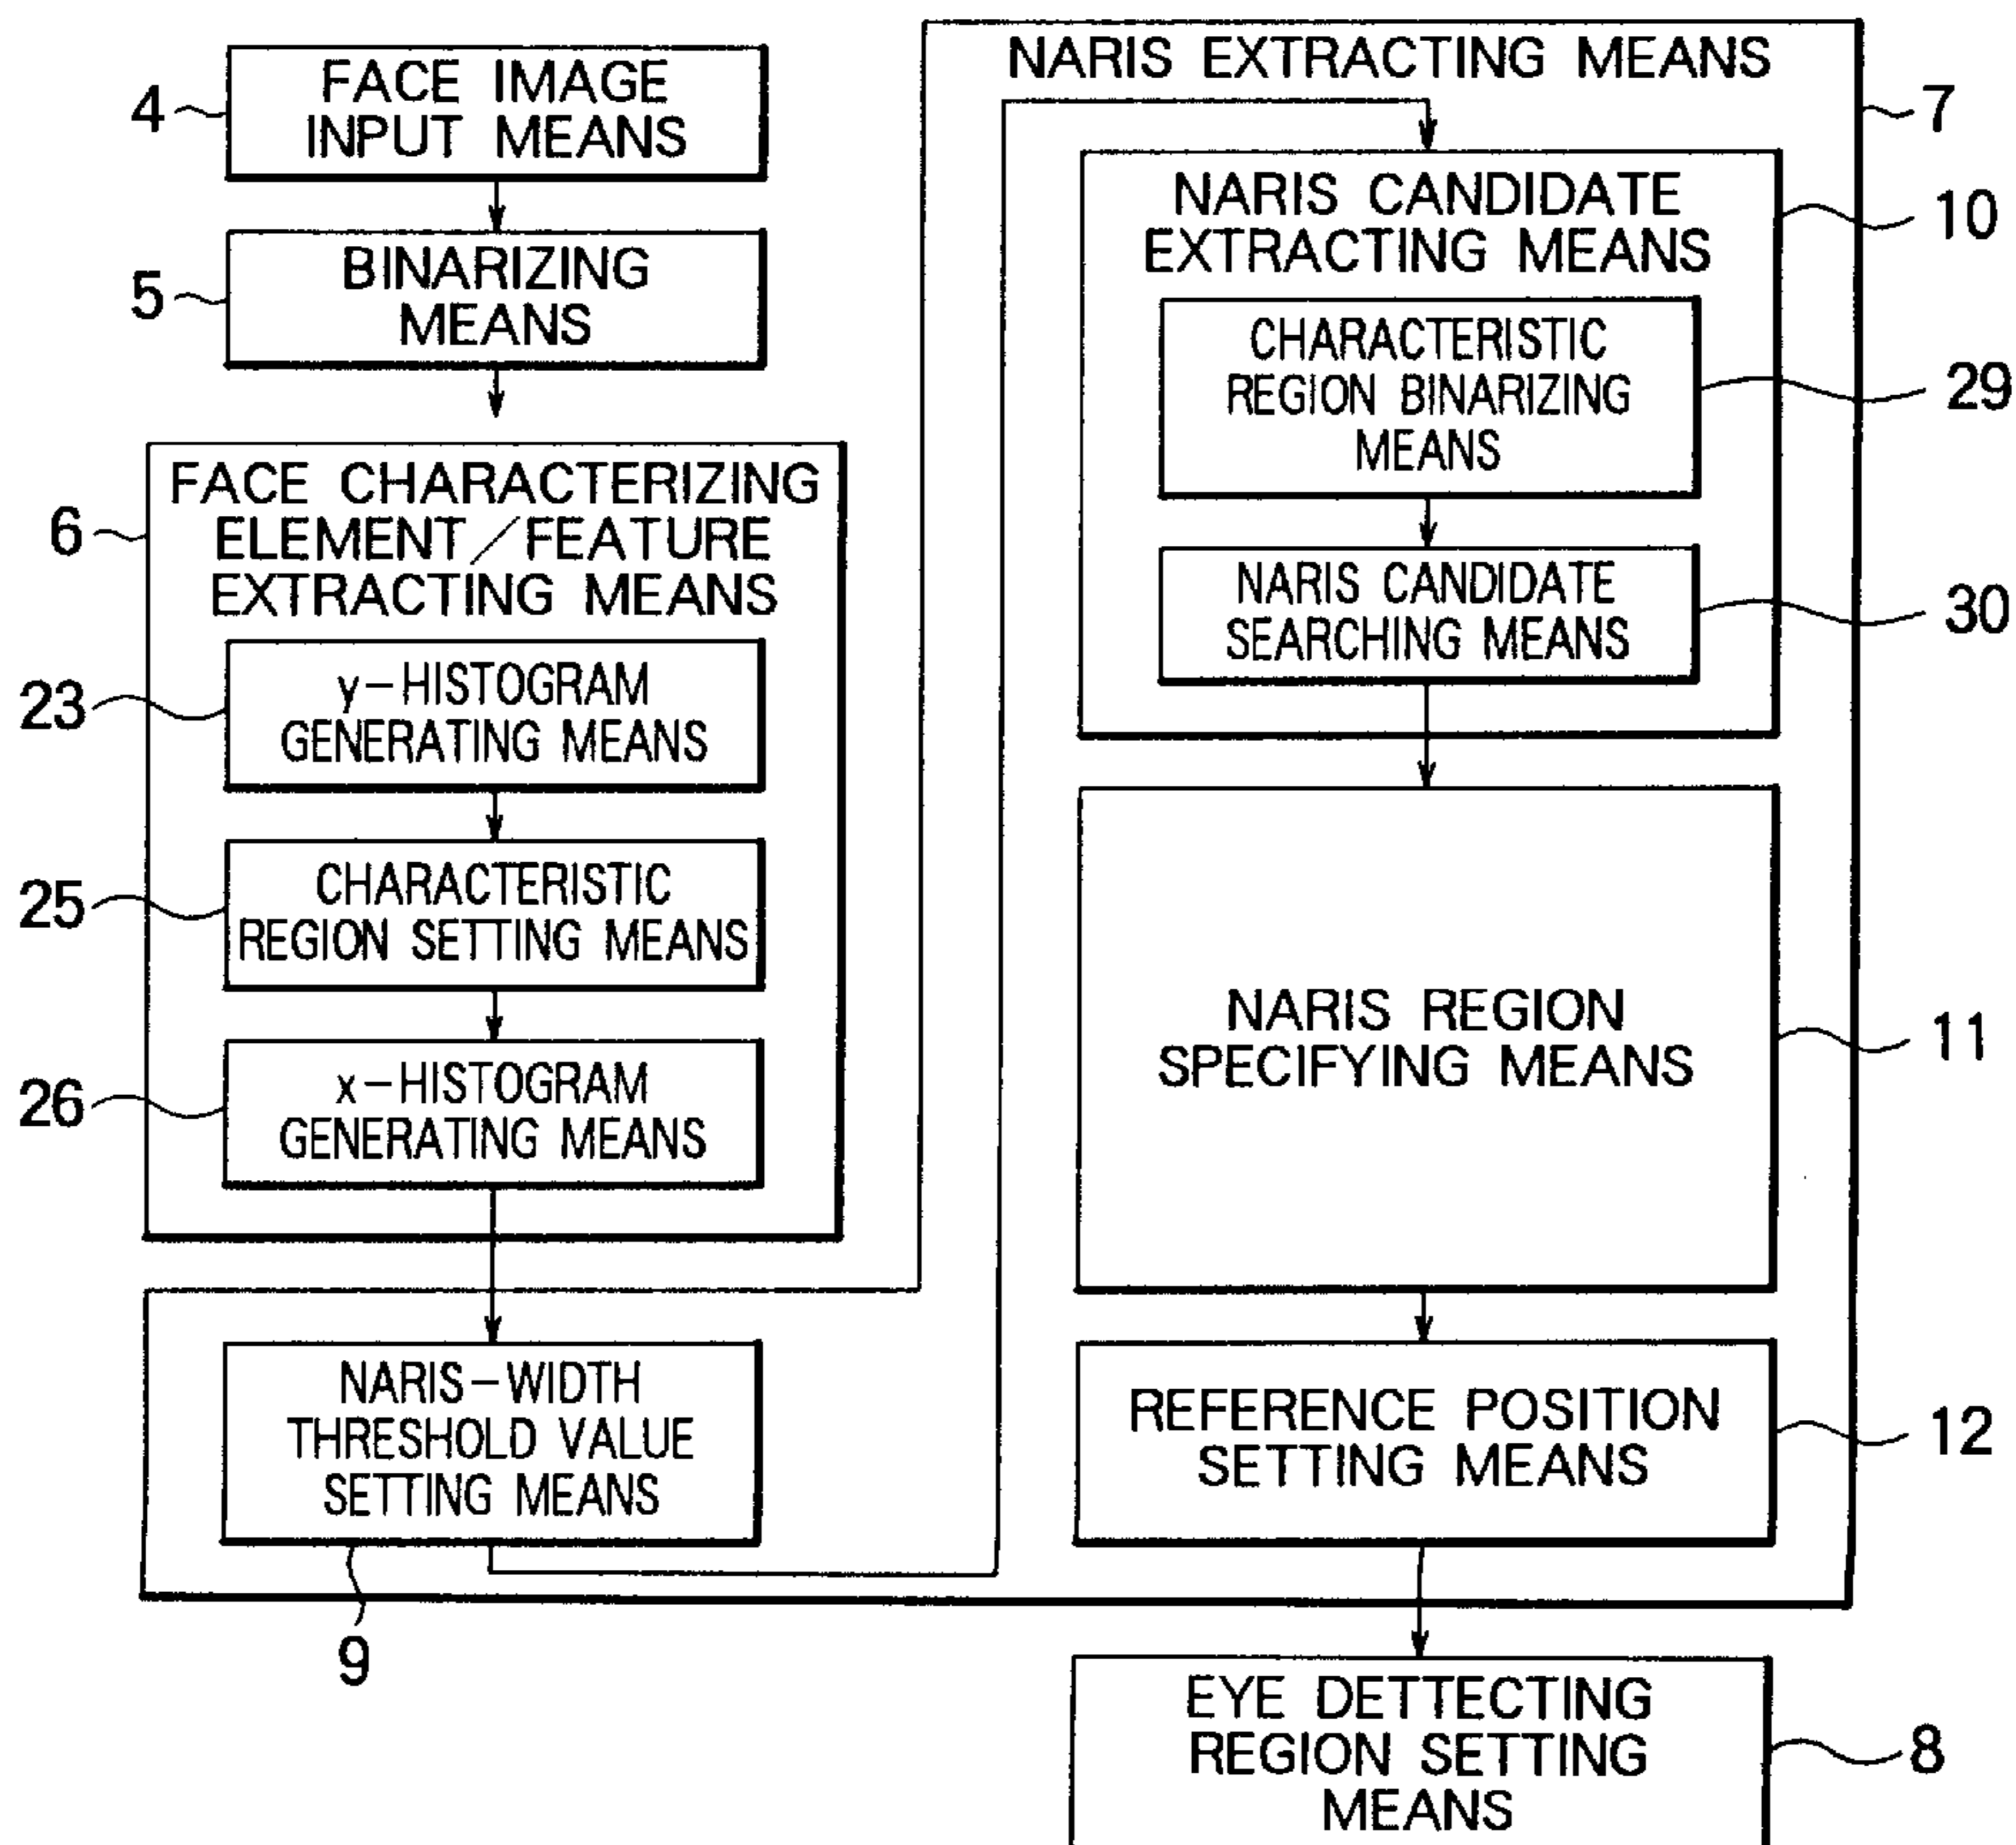 FACE IMAGE
INPUT MEANS
4
BINARIZING
MEANS
5
FACE CHARACTERIZING
ELEMENT/FEATURE
EXTRACTING MEANS
6
y-HISTOGRAM
GENERATING MEANS
23
CHARACTERISTIC
REGION SETTING MEANS
25
x-HISTOGRAM
GENERATING MEANS
26
NARIS-WIDTH
THRESHOLD VALUE
SETTING MEANS
9
NARIS EXTRACTING MEANS
7
NARIS CANDIDATE
EXTRACTING MEANS
10
CHARACTERISTIC
REGION BINARIZING
MEANS
29
NARIS CANDIDATE
SEARCHING MEANS
30
NARIS REGION
SPECIFYING MEANS
11
REFERENCE POSITION
SETTING MEANS
12
EYE DETTECTING
REGION SETTING
MEANS
8